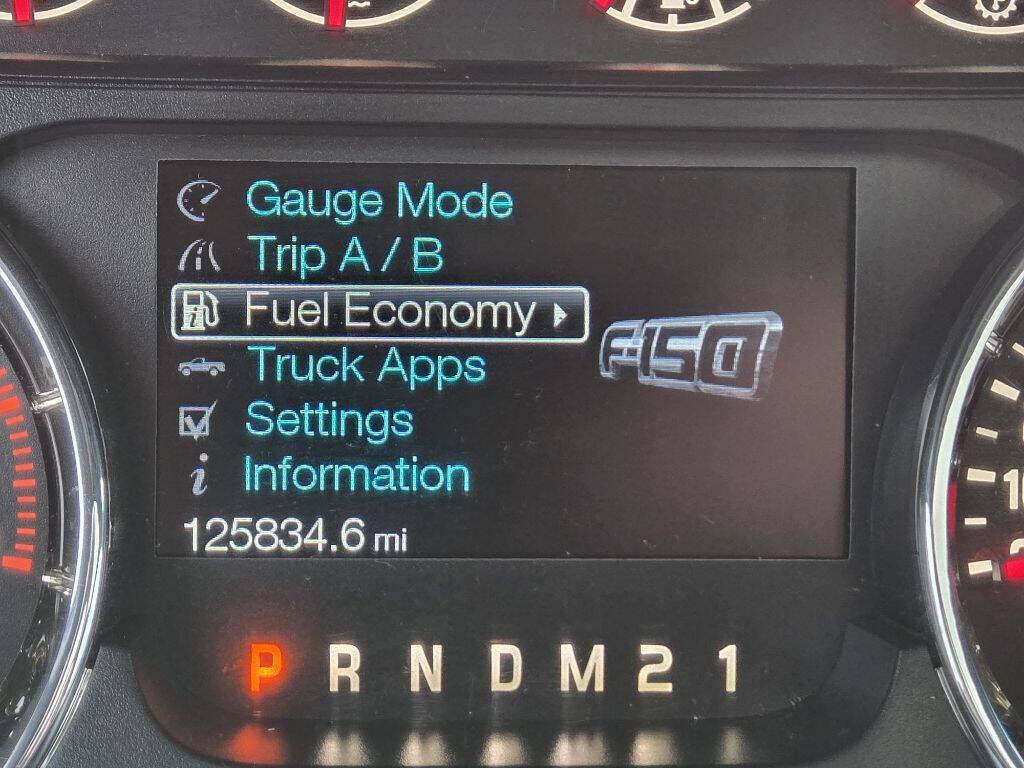 Gauge Mode
Trip A / B
Fuel Economy
Truck Apps
Settings
Information
F-150
125834.6 mi
P R N D M 2 1